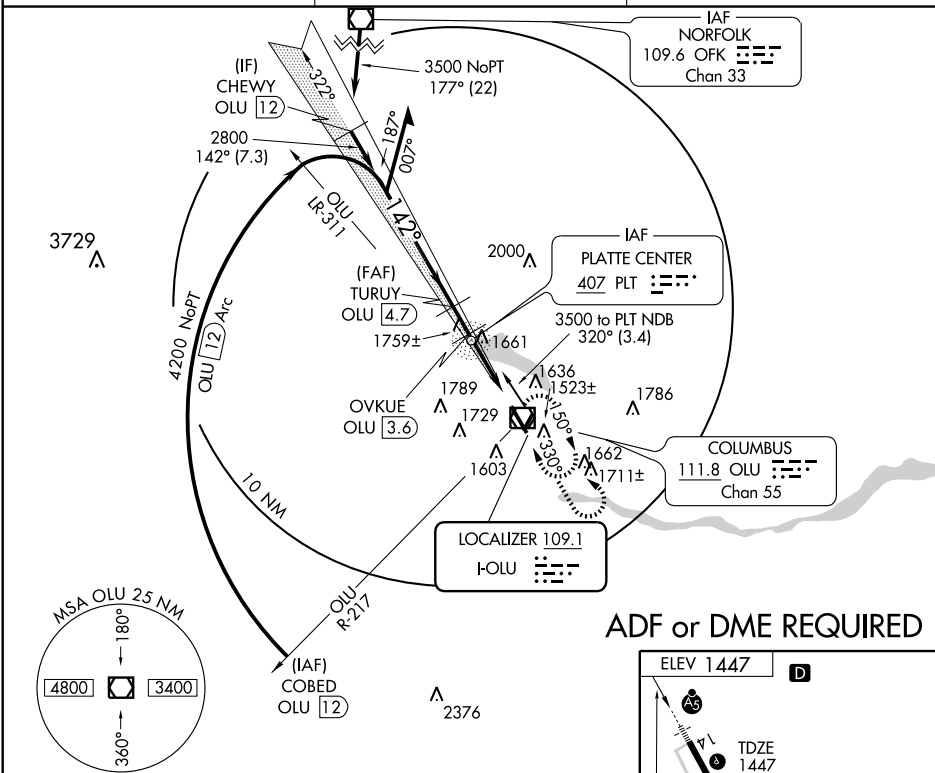 IAF
NORFOLK
109.6 OFK
Chan 33
3500 NoPT
177° (22)
(IF)
CHEWY
OLU 12
322°
2800
142° (7.3)
187°
007°
OLU
LR-311
142°
3729
2000
IAF
PLATTE CENTER
407 PLT
(FAF)
TURUY
OLU 4.7
3500 to PLT NDB
320° (3.4)
1759±
1661
4200 NoPT
OLU 12 Arc
1636
1523±
1789
1786
OVKUE
OLU 3.6
1729
150°
330°
1603
1662
1711±
COLUMBUS
111.8 OLU
Chan 55
10 NM
LOCALIZER 109.1
I-OLU
OLU
R-217
MSA OLU 25 NM
180°
4800
3400
360°
(IAF)
COBED
OLU 12
2376
ADF or DME REQUIRED
ELEV 1447
D
A5
14
P
TDZE
1447